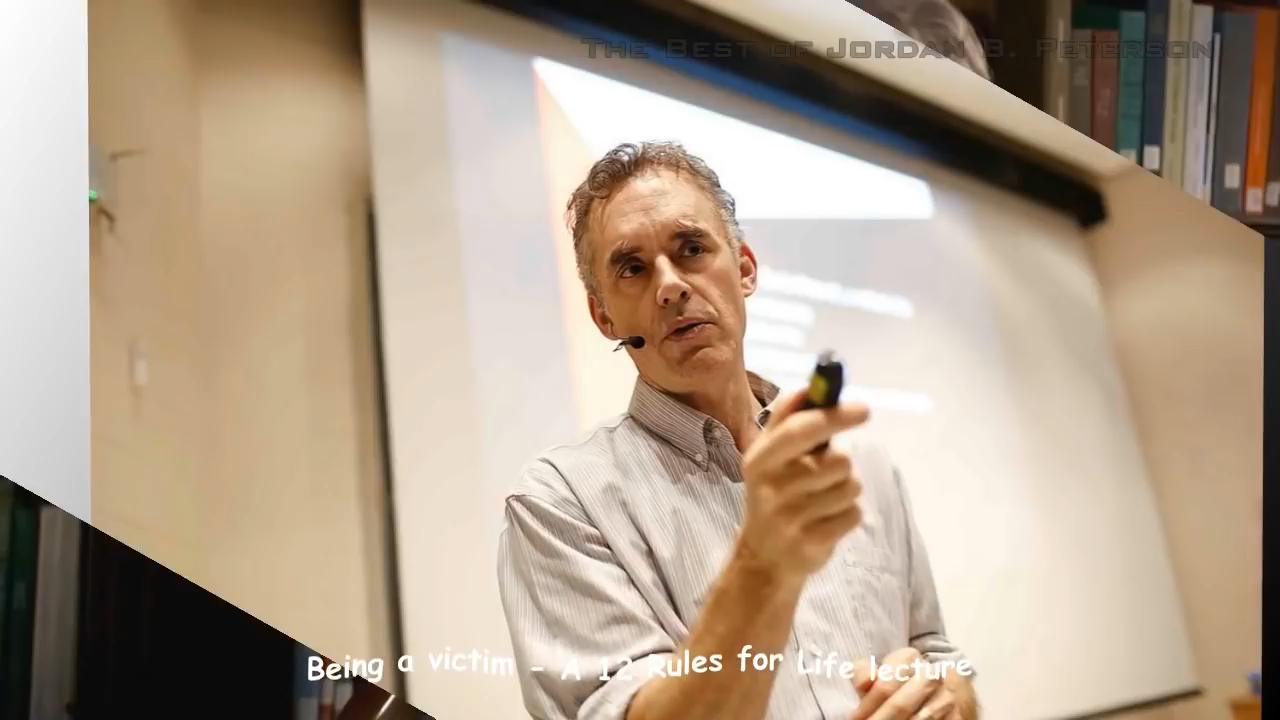 The Best of Jordan B. Peterson
Being a victim - A 12 Rules for Life lecture